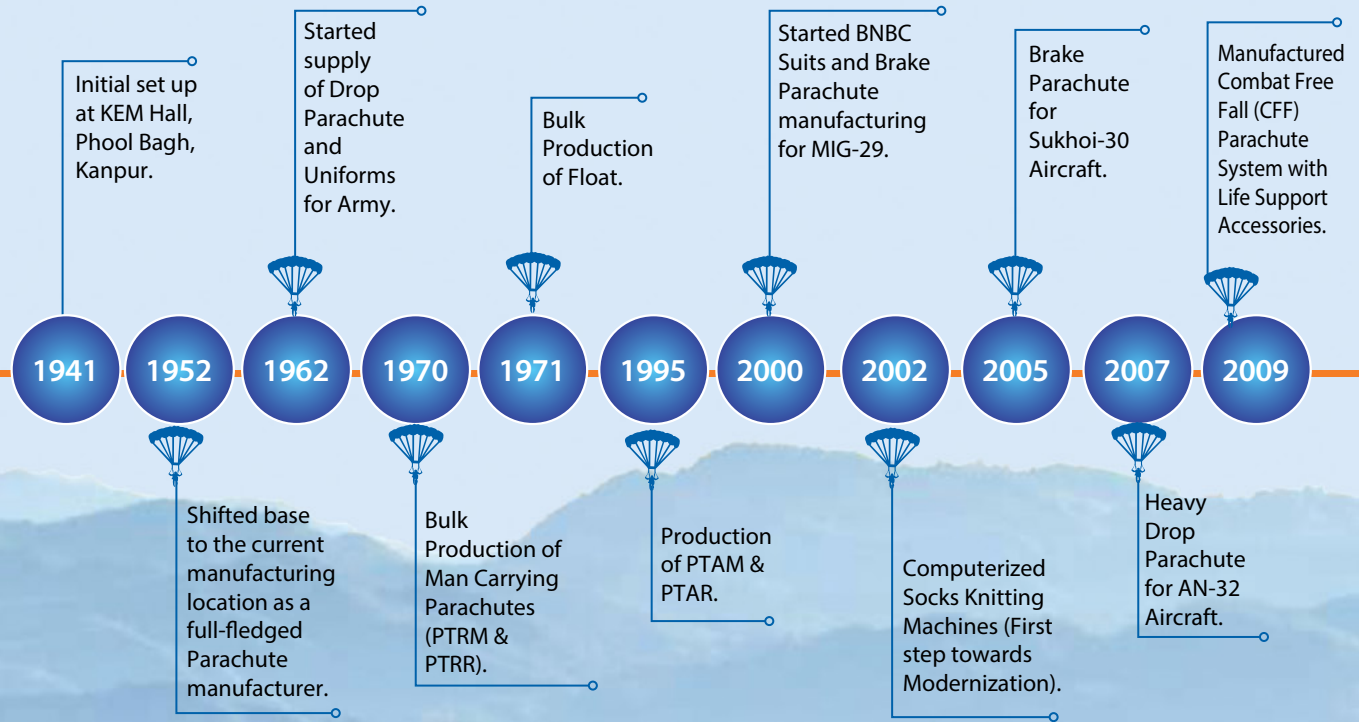 Initial set up
at KEM Hall,
Phool Bagh,
Kanpur.
Started
supply
of Drop
Parachute
and
Uniforms
for Army.
Bulk
Production
of Float.
Started BNBC
Suits and Brake
Parachute
manufacturing
for MIG-29.
Brake
Parachute
for
Sukhoi-30
Aircraft.
Manufactured
Combat Free
Fall (CFF)
Parachute
System with
Life Support
Accessories.
1941
1952
1962
1970
1971
1995
2000
2002
2005
2007
2009
Shifted base
to the current
manufacturing
location as a
full-fledged
Parachute
manufacturer.
Bulk
Production of
Man Carrying
Parachutes
(PTRM &
PTRR).
Production
of PTAM &
PTAR.
Computerized
Socks Knitting
Machines (First
step towards
Modernization).
Heavy
Drop
Parachute
for AN-32
Aircraft.